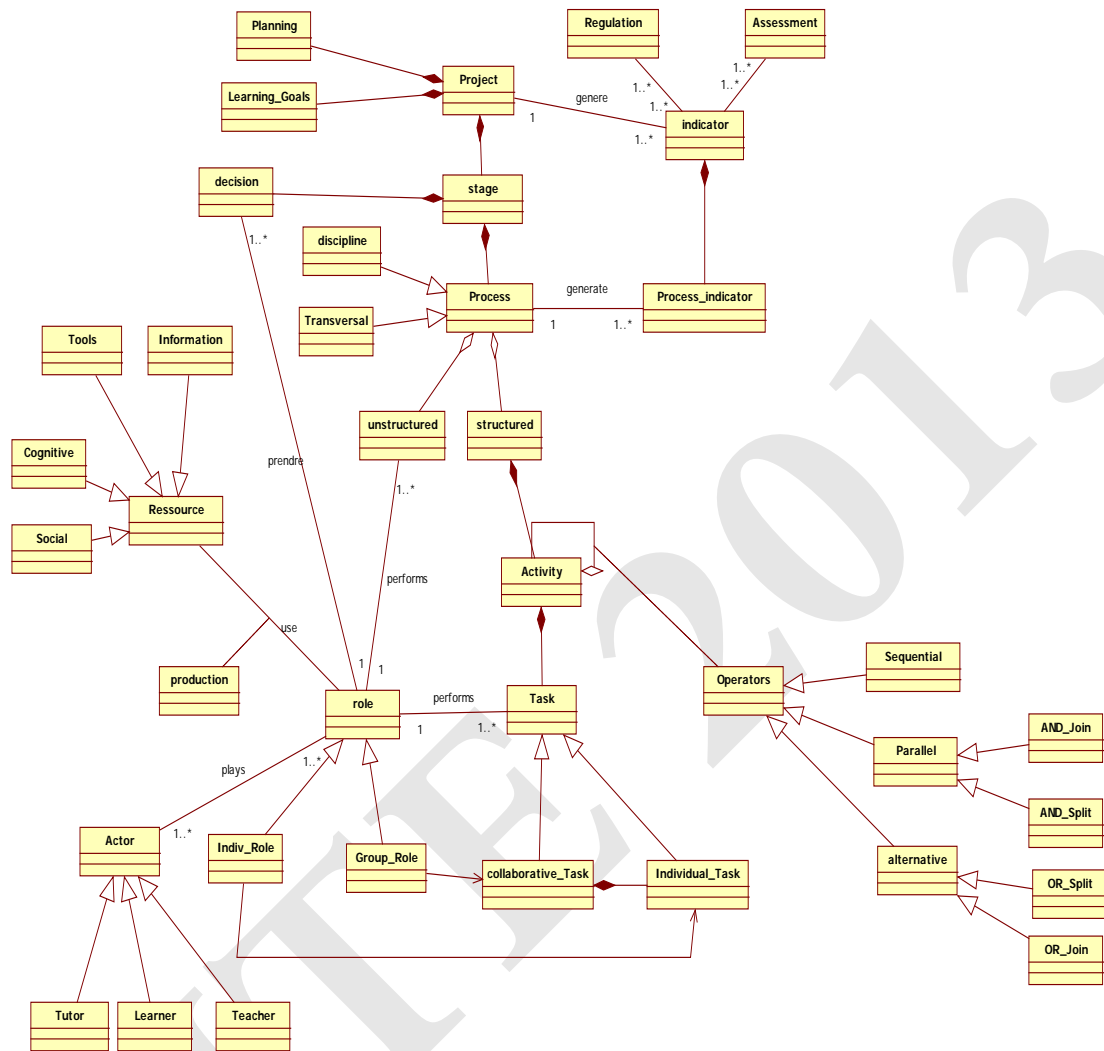 Planning
Regulation
Assessment
Project
Learning_Goals
genere
1
1..*
1..*
1..*
1..*
1..*
indicator
decision
stage
1..*
discipline
Process
generate
Process_indicator
1
1..*
Transversal
Tools
Information
unstructured
structured
Cognitive
prendre
1..*
Ressource
Social
Activity
performs
use
production
1
1
Sequential
Operators
role
performs
Task
1
1..*
AND_Join
Parallel
plays
1..*
AND_Split
1..*
Actor
Indiv_Role
Group_Role
collaborative_Task
Individual_Task
alternative
OR_Split
OR_Join
Tutor
Learner
Teacher
TE 2013